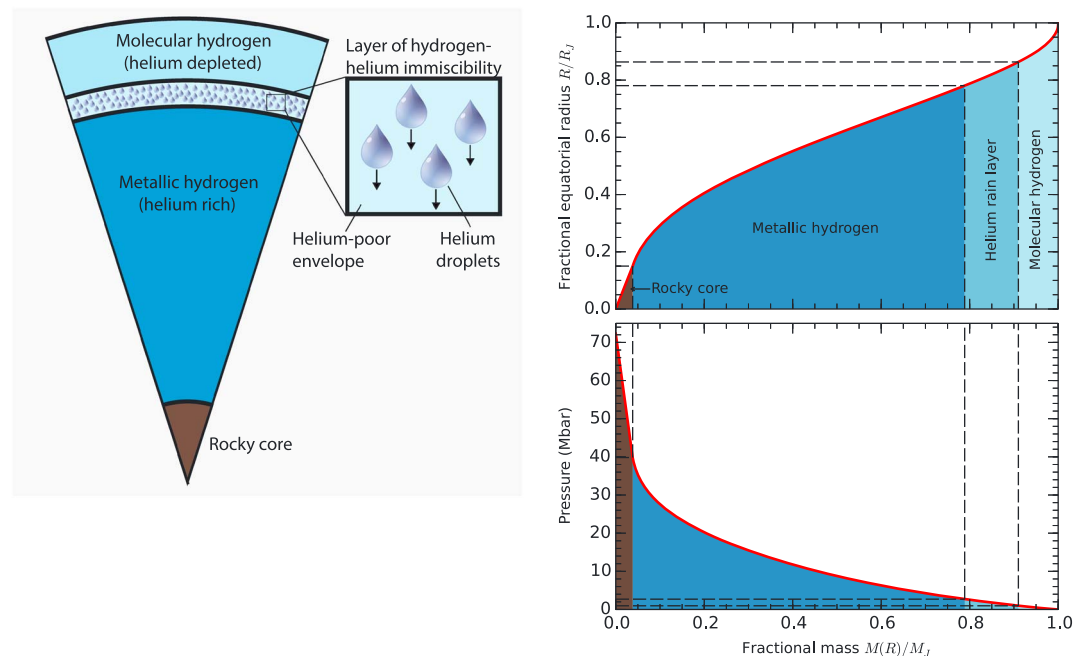 Molecular hydrogen
(helium depleted)
Layer of hydrogen-
helium immiscibility
Metallic hydrogen
(helium rich)
Helium-poor
envelope
Helium
droplets
Rocky core
Fractional equatorial radius R/R_J
1.0
0.8
0.6
0.4
0.2
0.0
Metallic hydrogen
Helium rain layer
Molecular hydrogen
Rocky core
Pressure (Mbar)
70
60
50
40
30
20
10
0
0.0 0.2 0.4 0.6 0.8 1.0
Fractional mass M(R)/M_J